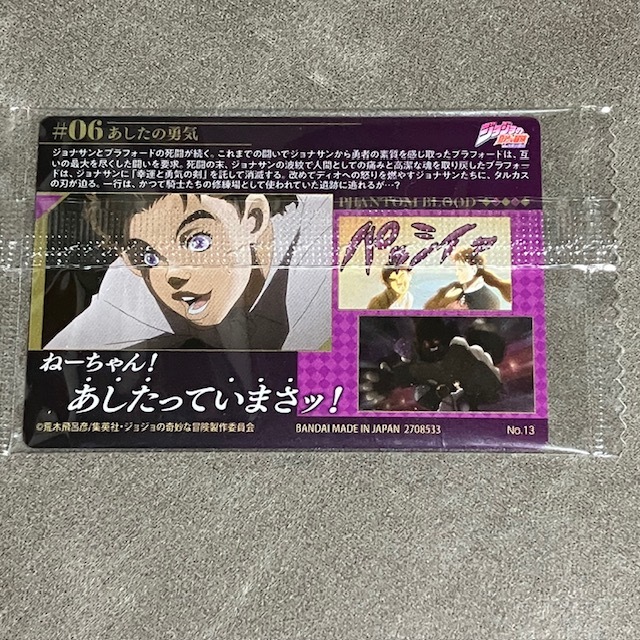 #06 あしたの勇気
ジョジョの
奇妙な冒険
ジョナサンとブラフォードの死闘が続く。これまでの闘いでジョナサンから勇者の素質を感じ取ったブラフォードは、互
いの最大を尽くした闘いを要求。死闘の末、ジョナサンの波紋で人間としての痛みと高潔な魂を取り戻したブラフォー
ドは、ジョナサンに「幸運と勇気の剣」を託して消滅する。改めてディオへの怒りを燃やすジョナサンたちに、タルカス
の刃が迫る。一行は、かつて騎士たちの修練場として使われていた遺跡に逃れるが…?
PHANTOM BLOOD
ねーちゃん!
あしたっていまさッ!
©荒木飛呂彦/集英社・ジョジョの奇妙な冒険製作委員会
BANDAI MADE IN JAPAN 2708533
No.13